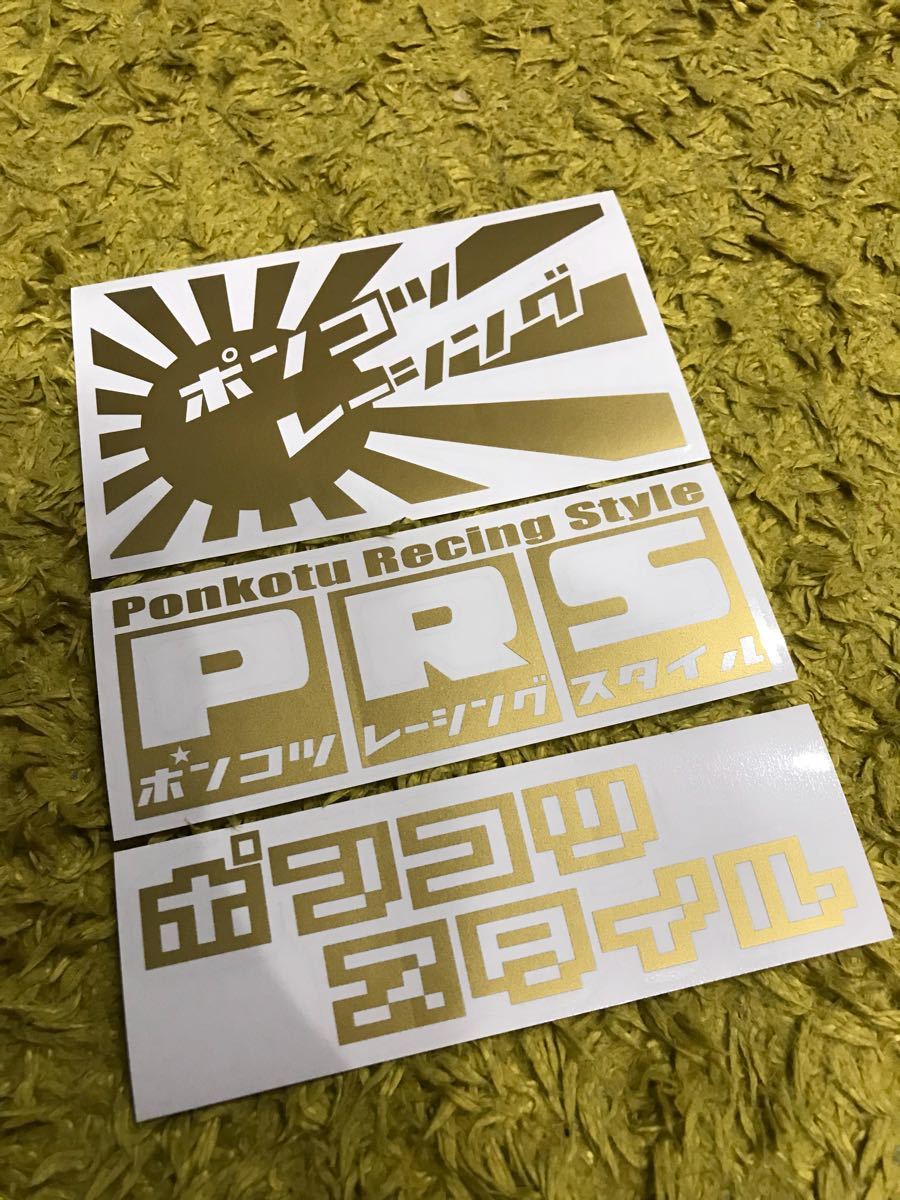 ポンコツ
レーシング
Ponkotu Recing Style
PRS
ポンコツ レーシング スタイル
ポンコツ
スタイル